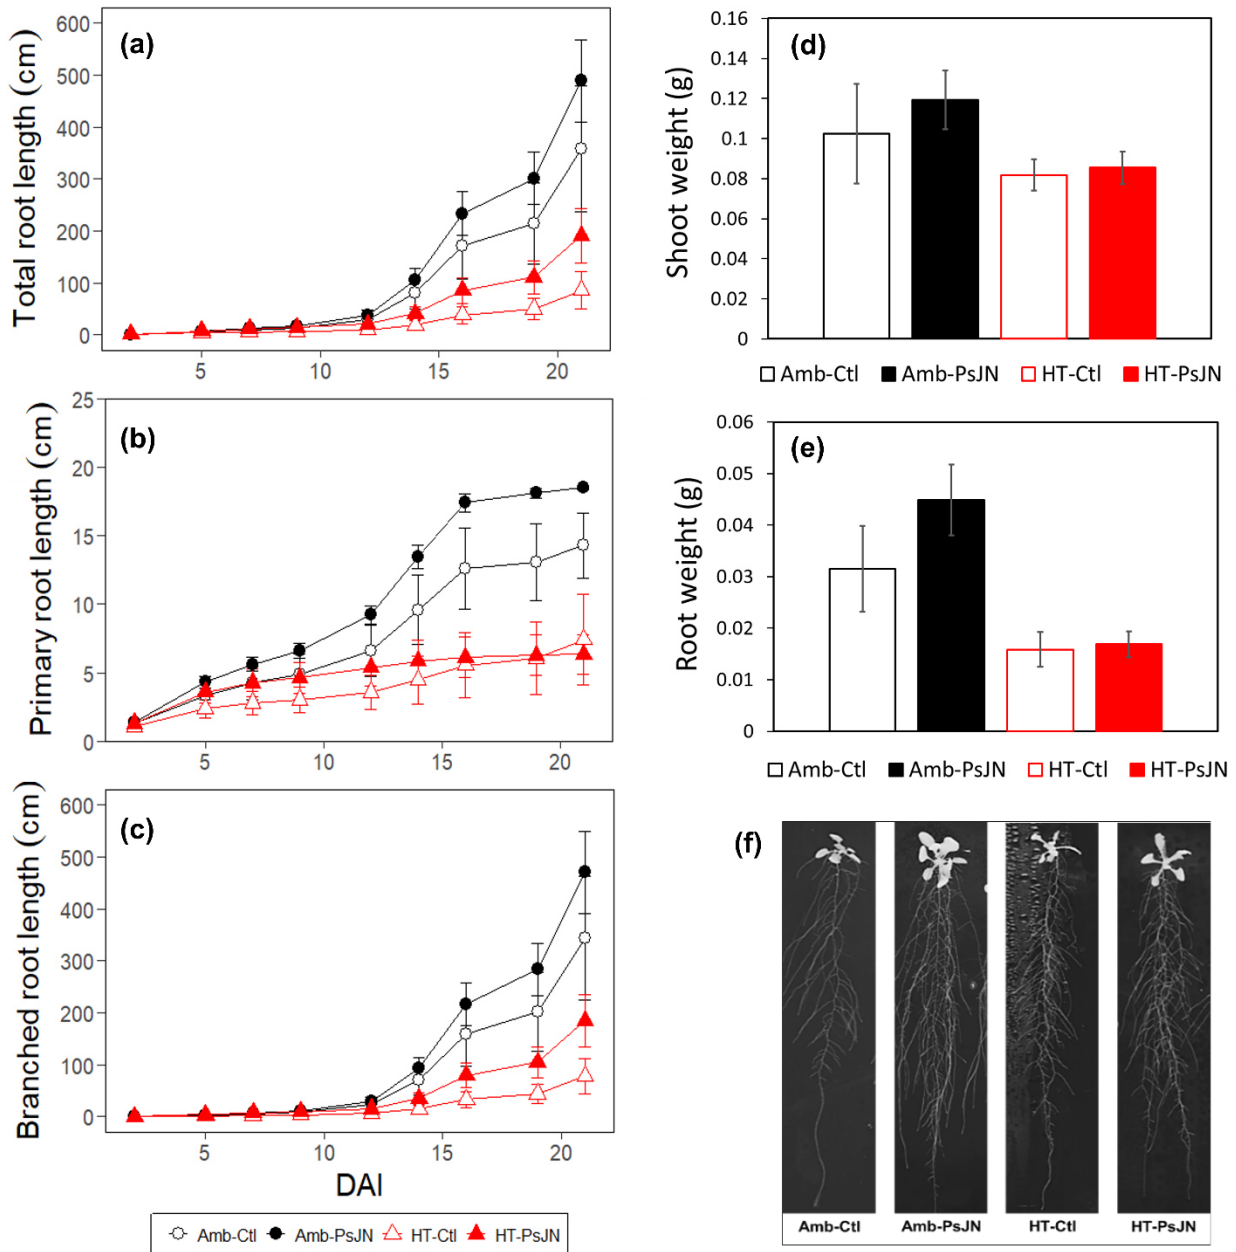 (a)
Total root length (cm)
600
500
400
300
200
100
0
5 10 15 20
(b)
Primary root length (cm)
25
20
15
10
5
0
5 10 15 20
(c)
Branched root length (cm)
600
500
400
300
200
100
0
5 10 15 20
DAI
Amb-Ctl Amb-PsJN HT-Ctl HT-PsJN
(d)
Shoot weight (g)
0.16
0.14
0.12
0.1
0.08
0.06
0.04
0.02
0
Amb-Ctl Amb-PsJN HT-Ctl HT-PsJN
(e)
Root weight (g)
0.06
0.05
0.04
0.03
0.02
0.01
0
Amb-Ctl Amb-PsJN HT-Ctl HT-PsJN
(f)
Amb-Ctl Amb-PsJN HT-Ctl HT-PsJN